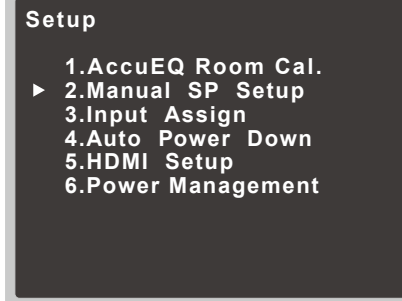 Setup
1.AccuEQ Room Cal.
2.Manual SP Setup
3.Input Assign
4.Auto Power Down
5.HDMI Setup
6.Power Management